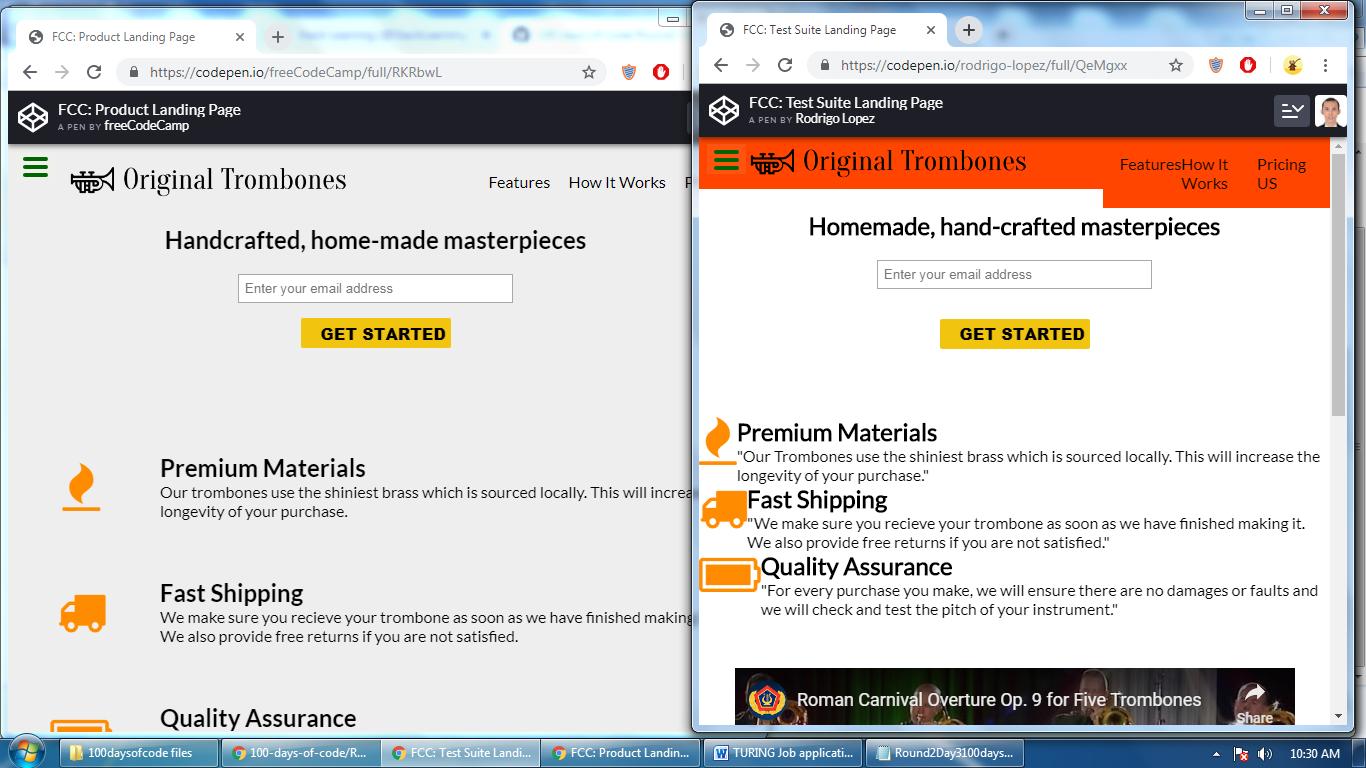 FCC: Product Landing Page
https://codepen.io/freeCodeCamp/full/RKRbwL
FCC: Product Landing Page
A PEN BY freeCodeCamp
Original Trombones
Features How It Works P
Handcrafted, home-made masterpieces
Enter your email address
GET STARTED
Premium Materials
Our trombones use the shiniest brass which is sourced locally. This will increa
longevity of your purchase.
Fast Shipping
We make sure you recieve your trombone as soon as we have finished making
We also provide free returns if you are not satisfied.
Quality Assurance
FCC: Test Suite Landing Page
https://codepen.io/rodrigo-lopez/full/QeMgxx
FCC: Test Suite Landing Page
A PEN BY Rodrigo Lopez
Original Trombones
FeaturesHow It Pricing
Works US
Homemade, hand-crafted masterpieces
Enter your email address
GET STARTED
Premium Materials
"Our Trombones use the shiniest brass which is sourced locally. This will increase the
longevity of your purchase."
Fast Shipping
"We make sure you recieve your trombone as soon as we have finished making it.
We also provide free returns if you are not satisfied."
Quality Assurance
"For every purchase you make, we will ensure there are no damages or faults and
we will check and test the pitch of your instrument."
Roman Carnival Overture Op. 9 for Five Trombones
Share
100daysofcode files
100-days-of-code/R...
FCC: Test Suite Landi...
FCC: Product Landin...
TURING Job applicati...
Round2Day3100days...
10:30 AM